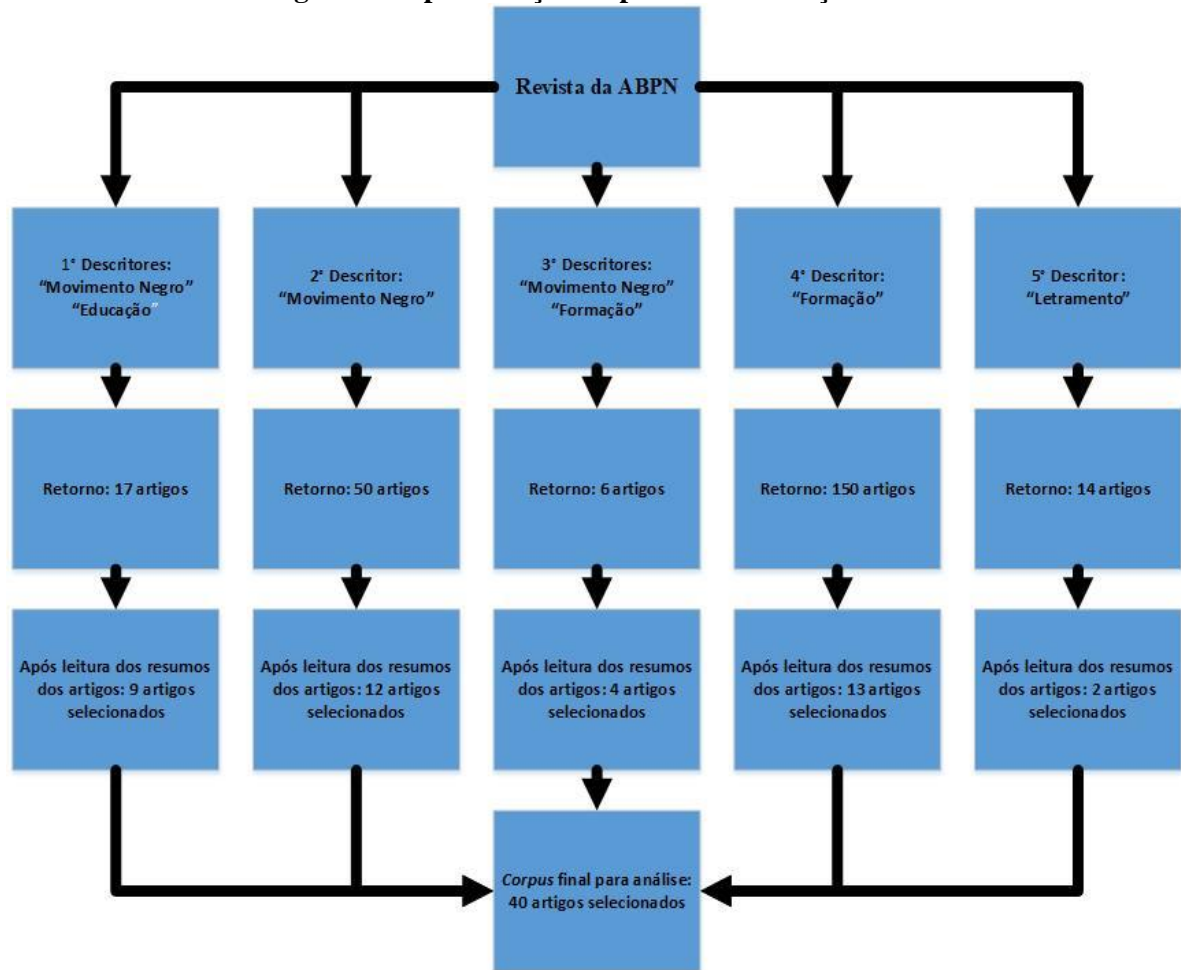 Revista da ABPN
1° Descritores:
“Movimento Negro”
“Educação”
2° Descritor:
“Movimento Negro”
3° Descritores:
“Movimento Negro”
“Formação”
4° Descritor:
“Formação”
5° Descritor:
“Letramento”
Retorno: 17 artigos
Retorno: 50 artigos
Retorno: 6 artigos
Retorno: 150 artigos
Retorno: 14 artigos
Após leitura dos resumos
dos artigos: 9 artigos
selecionados
Após leitura dos resumos
dos artigos: 12 artigos
selecionados
Após leitura dos resumos
dos artigos: 4 artigos
selecionados
Após leitura dos resumos
dos artigos: 13 artigos
selecionados
Após leitura dos resumos
dos artigos: 2 artigos
selecionados
Corpus final para análise:
40 artigos selecionados